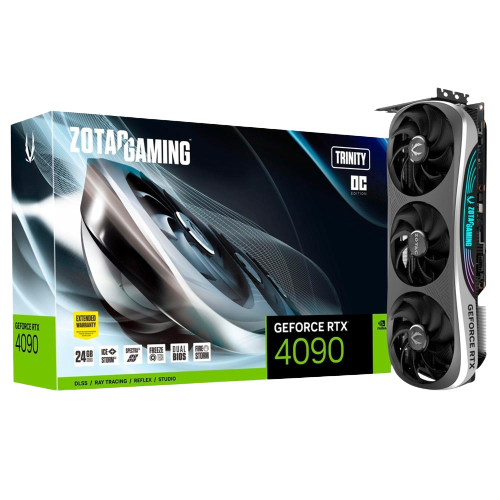 ZOTAC GAMING
TRINITY
OC
EDITION
EXTENDED
WARRANTY
GEFORCE RTX
4090
GEFORCE RTX
4090
24GB
ICE
STORM
SPECTRA
FREEZE
DUAL
BIOS
FIRE
STORM
DLSS / RAY TRACING / REFLEX / STUDIO
ZOTAC GAMING
GEFORCE RTX